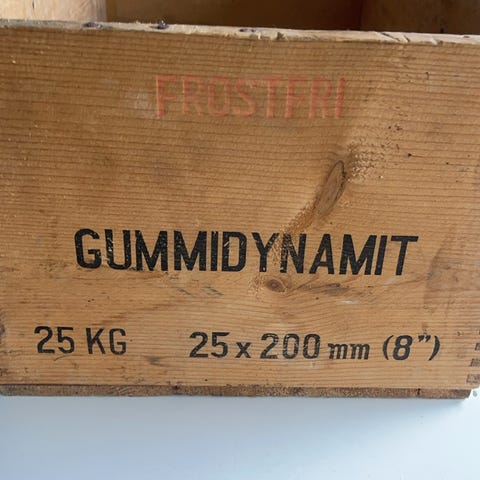 FROSTFRI
GUMMIDYNAMIT
25 KG 25 x 200 mm (8”)